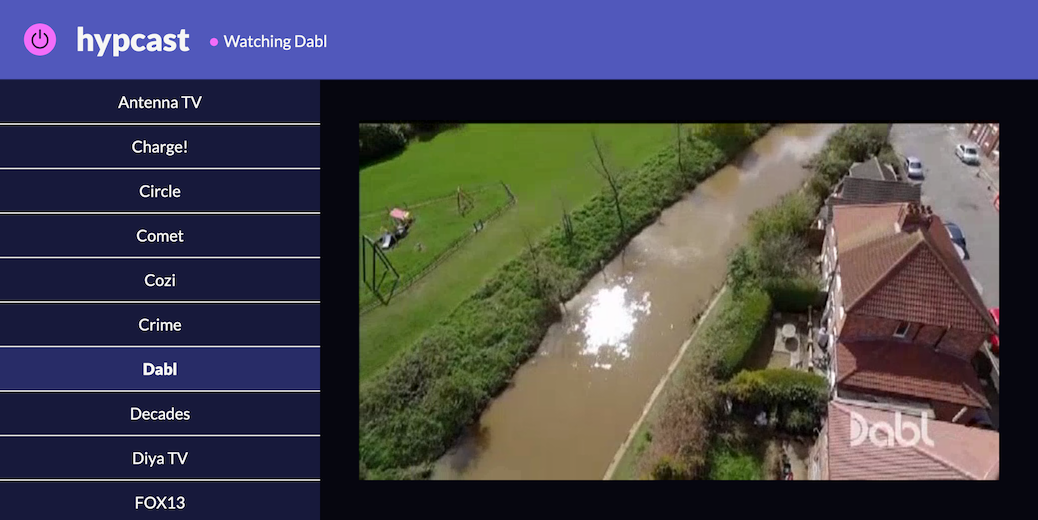 hypcast
Watching Dabl
Antenna TV
Charge!
Circle
Comet
Cozi
Crime
Dabl
Decades
Diya TV
FOX13
Dabl